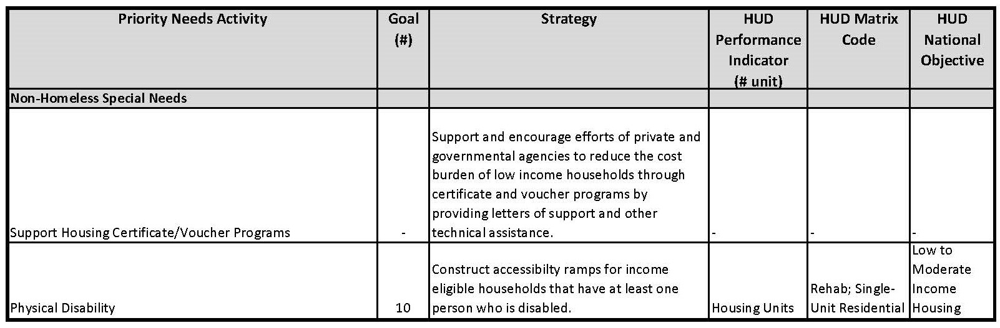 Priority Needs Activity Goal (#) Strategy HUD Performance Indicator (# unit) HUD Matrix Code HUD National Objective
Non-Homeless Special Needs
Support Housing Certificate/Voucher Programs
-
Support and encourage efforts of private and
governmental agencies to reduce the cost
burden of low income households through
certificate and voucher programs by
providing letters of support and other
technical assistance.
-
-
-
Physical Disability
10
Construct accessibilty ramps for income
eligible households that have at least one
person who is disabled.
Housing Units
Rehab; Single-
Unit Residential
Low to
Moderate
Income
Housing